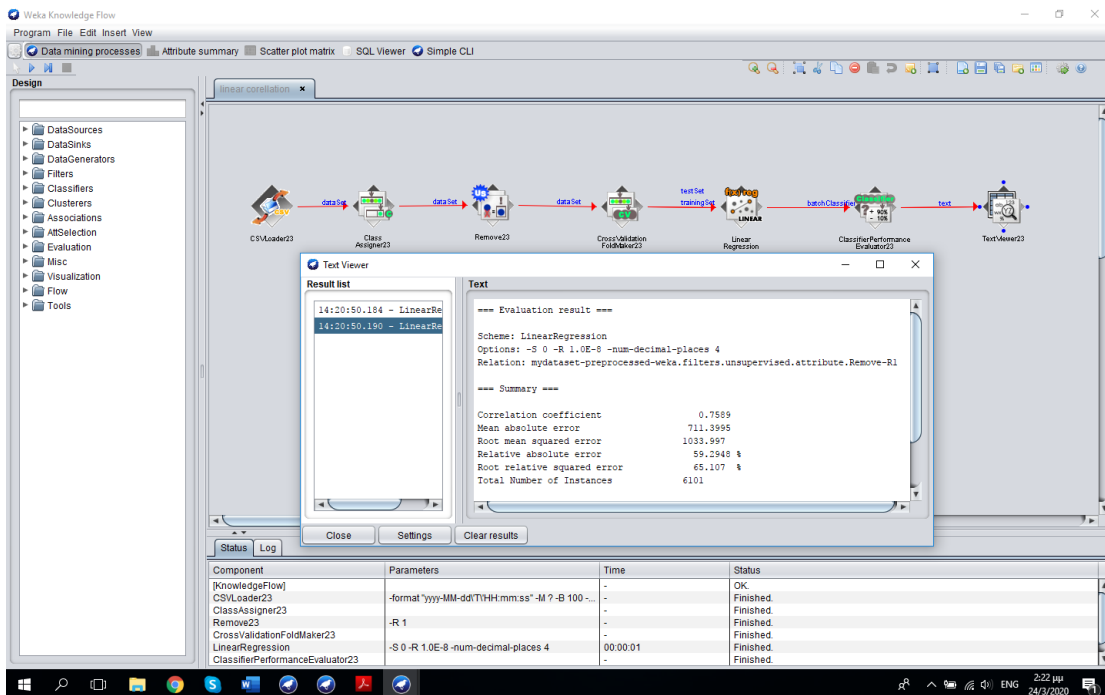 Weka Knowledge Flow
Program File Edit Insert View
Data mining processes Attribute summary Scatter plot matrix SQL Viewer Simple CLI
Design
linear corellation
DataSources
DataSinks
DataGenerators
Filters
Classifiers
Clusterers
Associations
AttSelection
Evaluation
Misc
Visualization
Flow
Tools
dataSet dataSet dataSet testSet trainingSet batchClassifie text
CSVLoader23
Class
Assigner23
Remove23
CrossValidation
FoldMaker23
Linear
Regression
ClassifierPerformance
Evaluator23
TextViewer23
Text Viewer
Result list
14:20:50.184 - LinearRe
14:20:50.190 - LinearRe
Text
=== Evaluation result ===
Scheme: LinearRegression
Options: -S 0 -R 1.0E-8 -num-decimal-places 4
Relation: mydataset-preprocessed-weka.filters.unsupervised.attribute.Remove-R1
=== Summary ===
Correlation coefficient 0.7589
Mean absolute error 711.3995
Root mean squared error 1033.997
Relative absolute error 59.2948 %
Root relative squared error 65.107 %
Total Number of Instances 6101
Close Settings Clear results
Status Log
Component Parameters Time Status
[KnowledgeFlow] - OK.
CSVLoader23 -format "yyyy-MM-dd\'T\'HH:mm:ss" -M ? -B 100 -... - Finished.
ClassAssigner23 - Finished.
Remove23 -R 1 - Finished.
CrossValidationFoldMaker23 - Finished.
LinearRegression -S 0 -R 1.0E-8 -num-decimal-places 4 00:00:01 Finished.
ClassifierPerformanceEvaluator23 - Finished.
ENG
2:22 μμ
24/3/2020